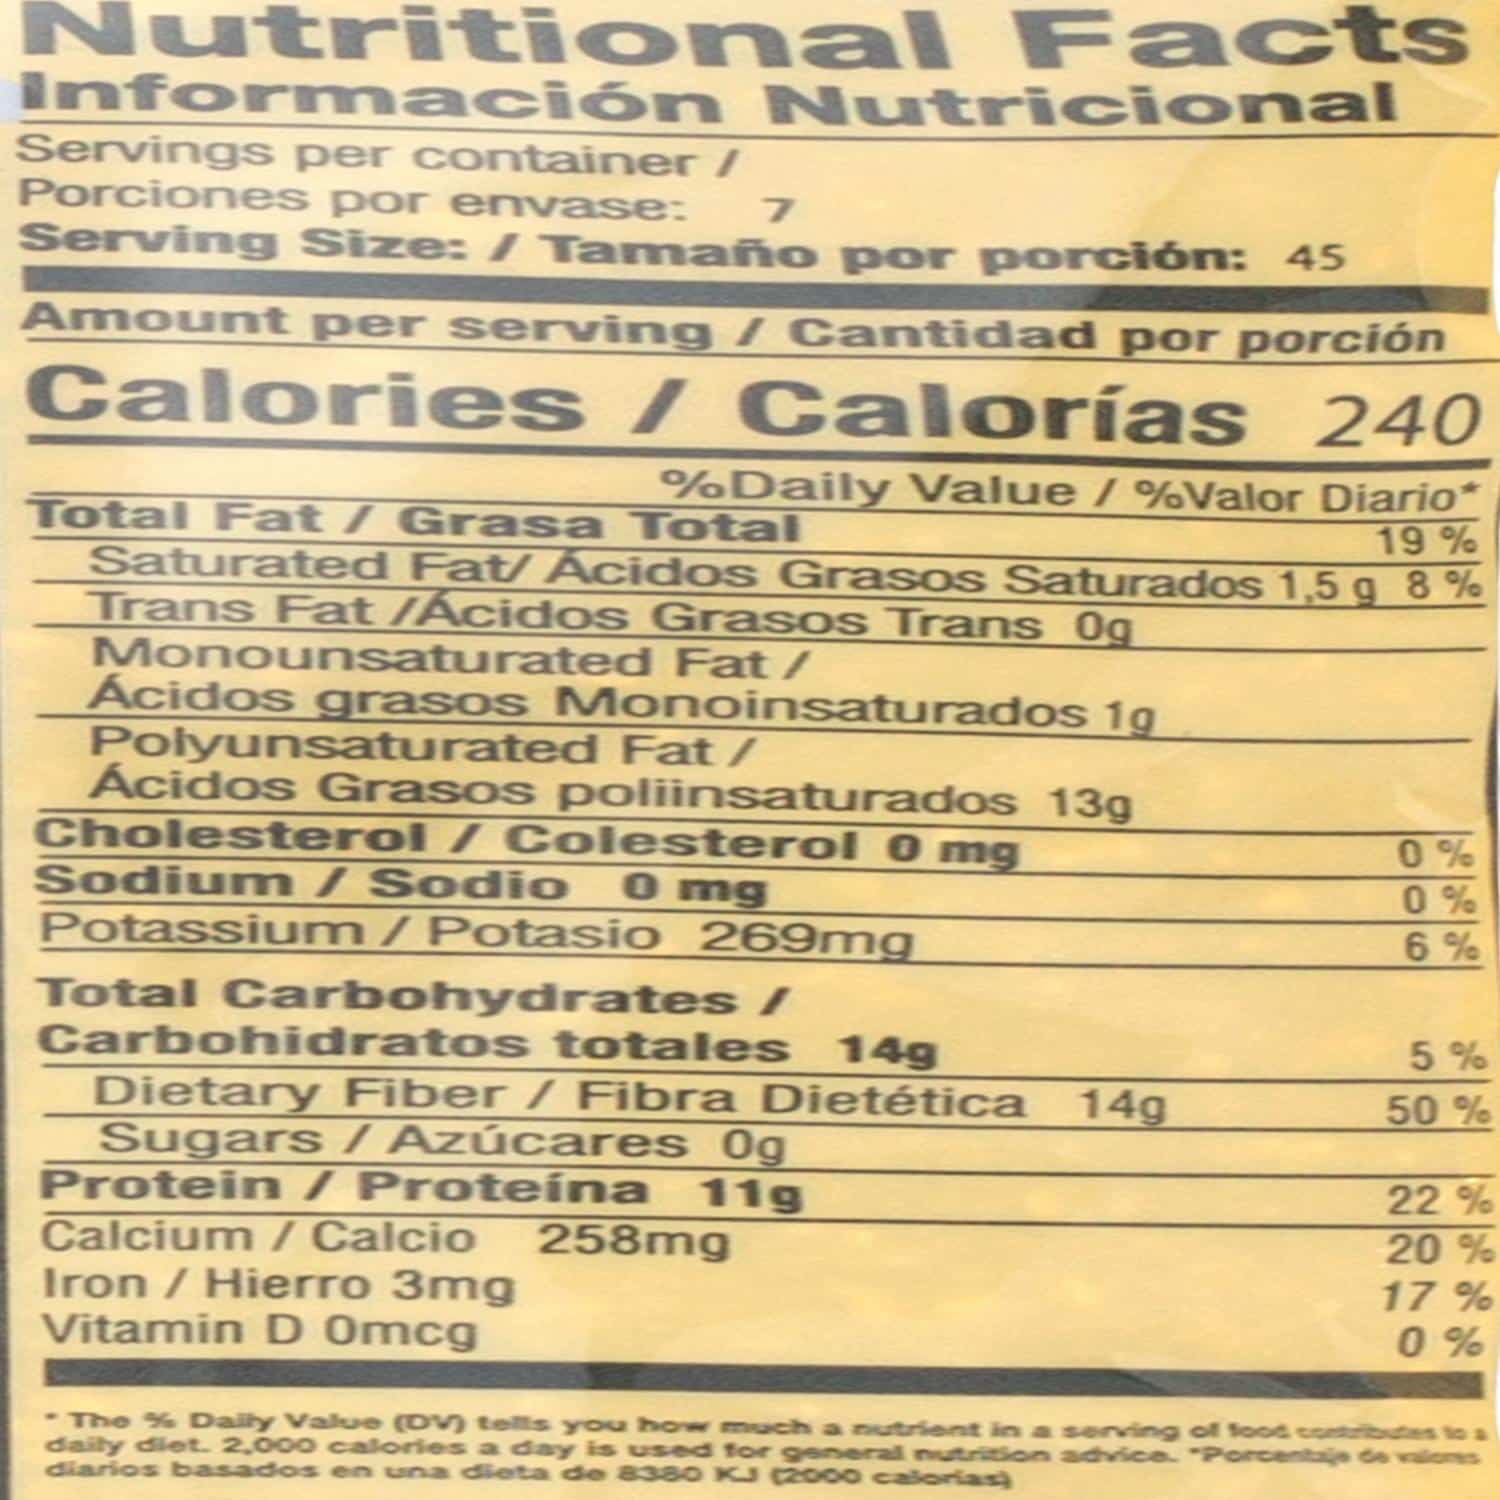 Nutritional Facts
Información Nutricional
Servings per container /
Porciones por envase: 7
Serving Size: / Tamaño por porción: 45
Amount per serving / Cantidad por porción
Calories / Calorías 240
%Daily Value / %Valor Diario*
Total Fat / Grasa Total 19 %
Saturated Fat/ Ácidos Grasos Saturados 1,5 g 8 %
Trans Fat /Ácidos Grasos Trans 0g
Monounsaturated Fat /
Ácidos grasos Monoinsaturados 1g
Polyunsaturated Fat /
Ácidos Grasos poliinsaturados 13g
Cholesterol / Colesterol 0 mg 0 %
Sodium / Sodio 0 mg 0 %
Potassium / Potasio 269mg 6 %
Total Carbohydrates /
Carbohidratos totales 14g 5 %
Dietary Fiber / Fibra Dietética 14g 50 %
Sugars / Azúcares 0g
Protein / Proteína 11g 22 %
Calcium / Calcio 258mg 20 %
Iron / Hierro 3mg 17 %
Vitamin D 0mcg 0 %
* The % Daily Value (DV) tells you how much a nutrient in a serving of food contributes to a
daily diet. 2,000 calories a day is used for general nutrition advice. *Porcentaje de valores
diarios basados en una dieta de 8380 KJ (2000 calorias)